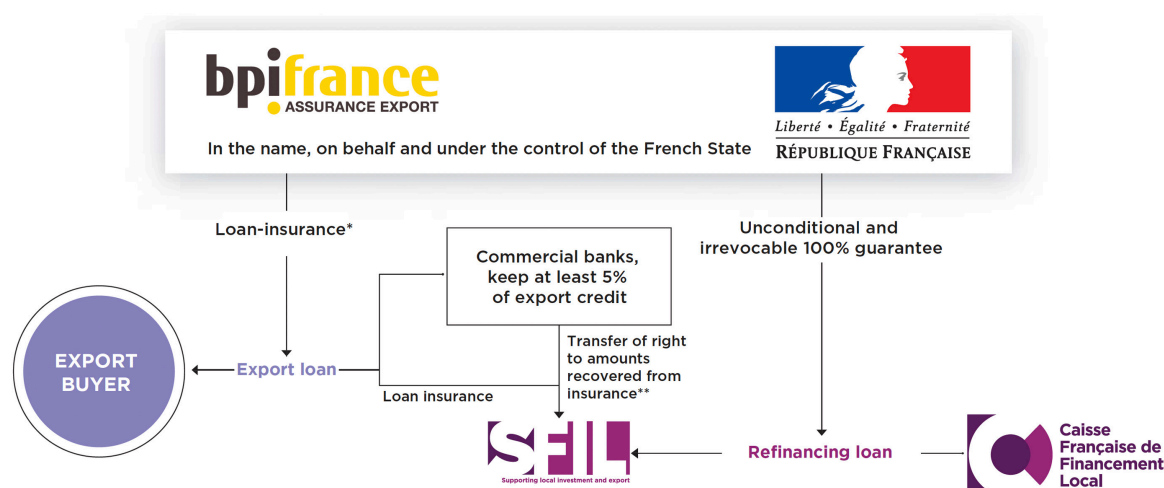 bpifrance
ASSURANCE EXPORT
In the name, on behalf and under the control of the French State
Liberté • Égalité • Fraternité
RÉPUBLIQUE FRANÇAISE
Loan-insurance*
Unconditional and
irrevocable 100% guarantee
Commercial banks,
keep at least 5%
of export credit
EXPORT
BUYER
Export loan
Loan insurance
Transfer of right
to amounts
recovered from
insurance**
SFIL
Supporting local investment and export
Refinancing loan
Caisse
Française de
Financement
Local